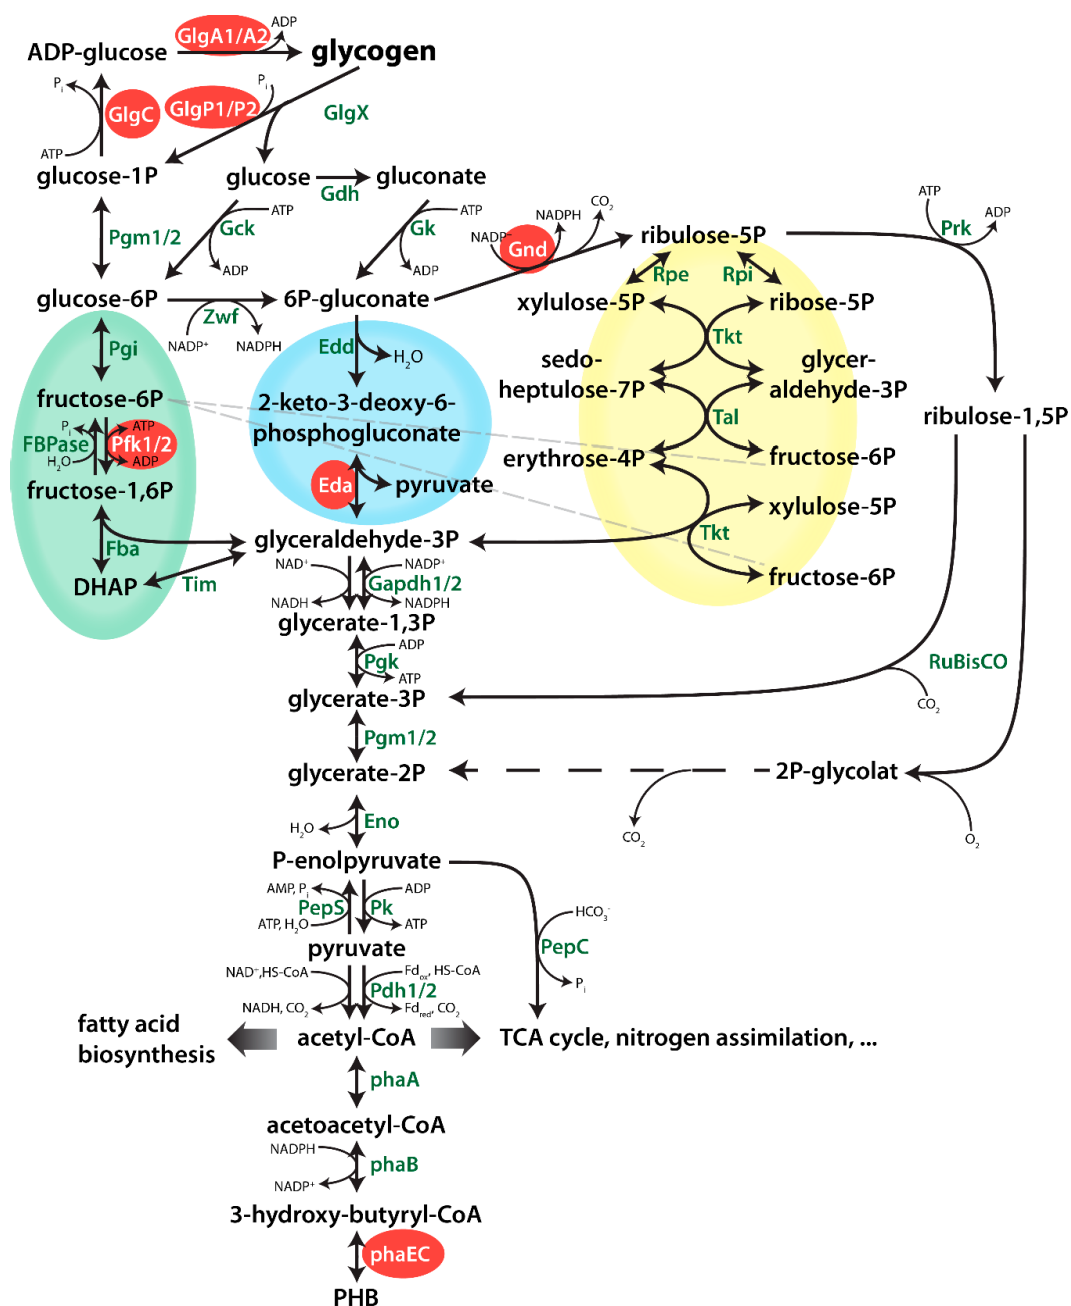 GlgA1/A2
ADP
ADP-glucose
glycogen
Pi
GlgC
GlgP1/P2
Pi
GlgX
ATP
glucose-1P
glucose
Gdh
gluconate
ATP
Prk
ADP
Pgm1/2
Gck
ATP
ADP
Gk
ATP
ADP
NADP+
Gnd
NADPH
CO2
ribulose-5P
Rpe
Rpi
glucose-6P
Zwf
NADP+
NADPH
6P-gluconate
xylulose-5P
ribose-5P
Tkt
Pgi
Edd
H2O
sedo-
heptulose-7P
glycer-
aldehyde-3P
fructose-6P
2-keto-3-deoxy-6-
phosphogluconate
Tal
ribulose-1,5P
Pi
FBPase
H2O
ATP
Pfk1/2
ADP
erythrose-4P
fructose-6P
fructose-1,6P
Eda
pyruvate
xylulose-5P
Fba
glyceraldehyde-3P
Tkt
DHAP
Tim
NAD+
NADH
NADP+
Gapdh1/2
NADPH
fructose-6P
glycerate-1,3P
ADP
Pgk
ATP
RuBisCO
CO2
glycerate-3P
Pgm1/2
glycerate-2P
2P-glycolat
H2O
Eno
CO2
O2
P-enolpyruvate
AMP, Pi
PepS
ATP, H2O
ADP
Pk
ATP
HCO3-
PepC
Pi
pyruvate
NAD+,HS-CoA
NADH, CO2
Fdox, HS-CoA
Pdh1/2
Fdred, CO2
fatty acid
biosynthesis
acetyl-CoA
TCA cycle, nitrogen assimilation, ...
phaA
acetoacetyl-CoA
NADPH
phaB
NADP+
3-hydroxy-butyryl-CoA
phaEC
PHB